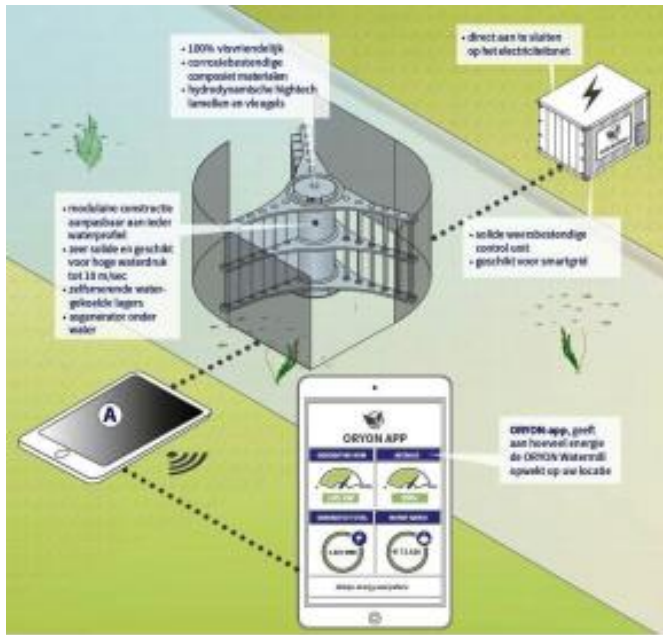 • 100% visvriendelijk
• corrosiebestendige
composiet materialen
• hydrodynamische hightech
lamellen en vleugels
• direct aan te sluiten
op het electriciteitsnet
• modulaire constructie
aanpasbaar aan ieder
waterprofiel
• zeer solide en geschikt
voor hoge waterdruk
tot 10 m/sec
• zelfsmerende water-
gekoelde lagers
• asgenerator onder
water
• solide weersbestendige
control unit
• geschikt voor smartgrid
A
ORYON APP
ORYON app, geeft
aan hoeveel energie
de ORYON Watermill
opwekt op uw locatie